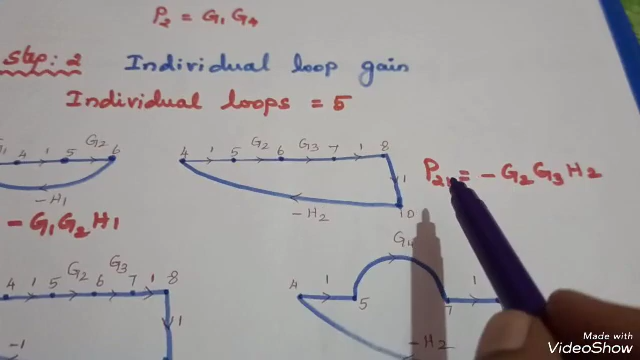 P2 = G1 G4
Step: 2 Individual loop gain
Individual loops = 5
4 1 5 G2 6
-H1
4 1 5 G2 6 G3 7 1 8
1
10
-H2
P21 = - G2 G3 H2
- G1 G2 H1
4 1 5 G2 6 G3 7 1 8
1
-1
G4
4 1 5 7 1
-H2
Made With
VideoShow